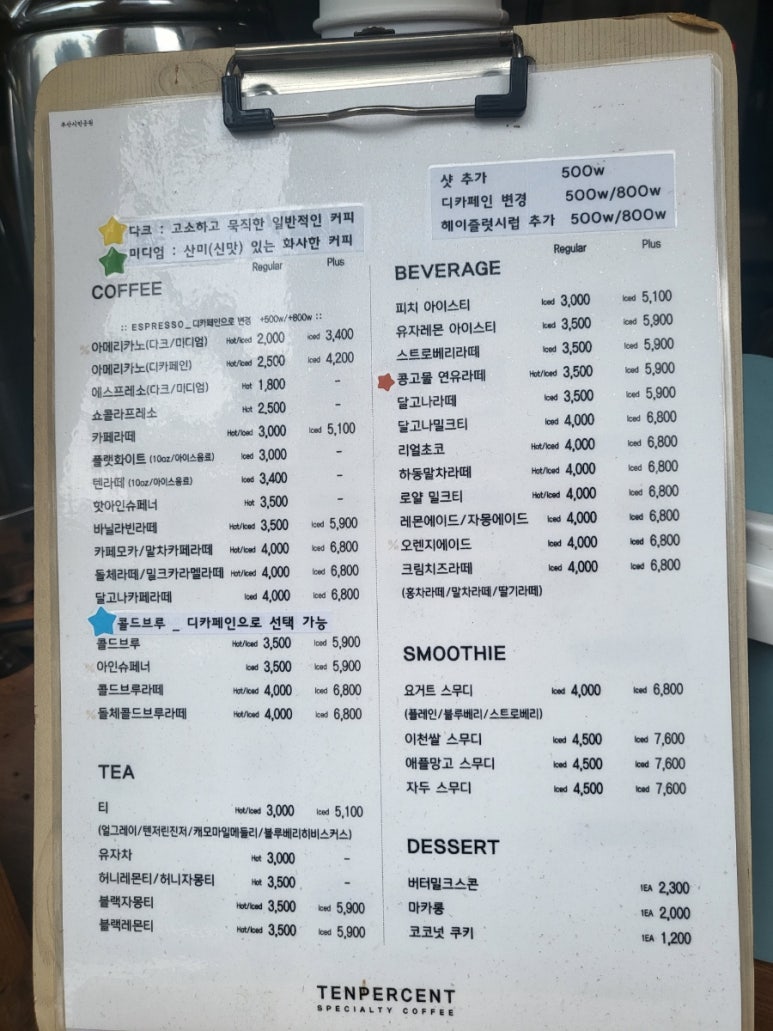 부산시민공원
샷 추가 500w
디카페인 변경 500w/800w
헤이즐럿시럽 추가 500w/800w
다크 : 고소하고 묵직한 일반적인 커피
미디엄 : 산미(신맛) 있는 화사한 커피
Regular Plus
COFFEE
:: ESPRESSO_디카페인으로 변경 +500w/+800w ::
아메리카노(다크/미디엄) Hot/Iced 2,000 Iced 3,400
아메리카노(디카페인) Hot/Iced 2,500 Iced 4,200
에스프레소(다크/미디엄) Hot 1,800 -
쇼콜라프레소 Hot 2,500 -
카페라떼 Hot/Iced 3,000 Iced 5,100
플랫화이트 (10oz/아이스음료) Iced 3,000 -
텐라떼 (10oz/아이스음료) Iced 3,400 -
핫아인슈페너 Hot 3,500 -
바닐라빈라떼 Hot/Iced 3,500 Iced 5,900
카페모카/말차카페라떼 Hot/Iced 4,000 Iced 6,800
돌체라떼/밀크카라멜라떼 Hot/Iced 4,000 Iced 6,800
달고나카페라떼 Iced 4,000 Iced 6,800
콜드브루 _ 디카페인으로 선택 가능
콜드브루 Hot/Iced 3,500 Iced 5,900
아인슈페너 Iced 3,500 Iced 5,900
콜드브루라떼 Hot/Iced 4,000 Iced 6,800
돌체콜드브루라떼 Hot/Iced 4,000 Iced 6,800
TEA
티 Hot/Iced 3,000 Iced 5,100
(얼그레이/텐저린진저/캐모마일메들리/블루베리히비스커스)
유자차 Hot 3,000 -
허니레몬티/허니자몽티 Hot 3,500 -
블랙자몽티 Hot/Iced 3,500 Iced 5,900
블랙레몬티 Hot/Iced 3,500 Iced 5,900
Regular Plus
BEVERAGE
피치 아이스티 Iced 3,000 Iced 5,100
유자레몬 아이스티 Iced 3,500 Iced 5,900
스트로베리라떼 Iced 3,500 Iced 5,900
콩고물 연유라떼 Hot/Iced 3,500 Iced 5,900
달고나라떼 Iced 3,500 Iced 5,900
달고나밀크티 Iced 4,000 Iced 6,800
리얼초코 Hot/Iced 4,000 Iced 6,800
하동말차라떼 Hot/Iced 4,000 Iced 6,800
로얄 밀크티 Hot/Iced 4,000 Iced 6,800
레몬에이드/자몽에이드 Iced 4,000 Iced 6,800
오렌지에이드 Iced 4,000 Iced 6,800
크림치즈라떼 Iced 4,000 Iced 6,800
(홍차라떼/말차라떼/딸기라떼)
SMOOTHIE
요거트 스무디 Iced 4,000 Iced 6,800
(플레인/블루베리/스트로베리)
이천쌀 스무디 Iced 4,500 Iced 7,600
애플망고 스무디 Iced 4,500 Iced 7,600
자두 스무디 Iced 4,500 Iced 7,600
DESSERT
버터밀크스콘 1EA 2,300
마카롱 1EA 2,000
코코넛 쿠키 1EA 1,200
TENPERCENT
SPECIALTY COFFEE